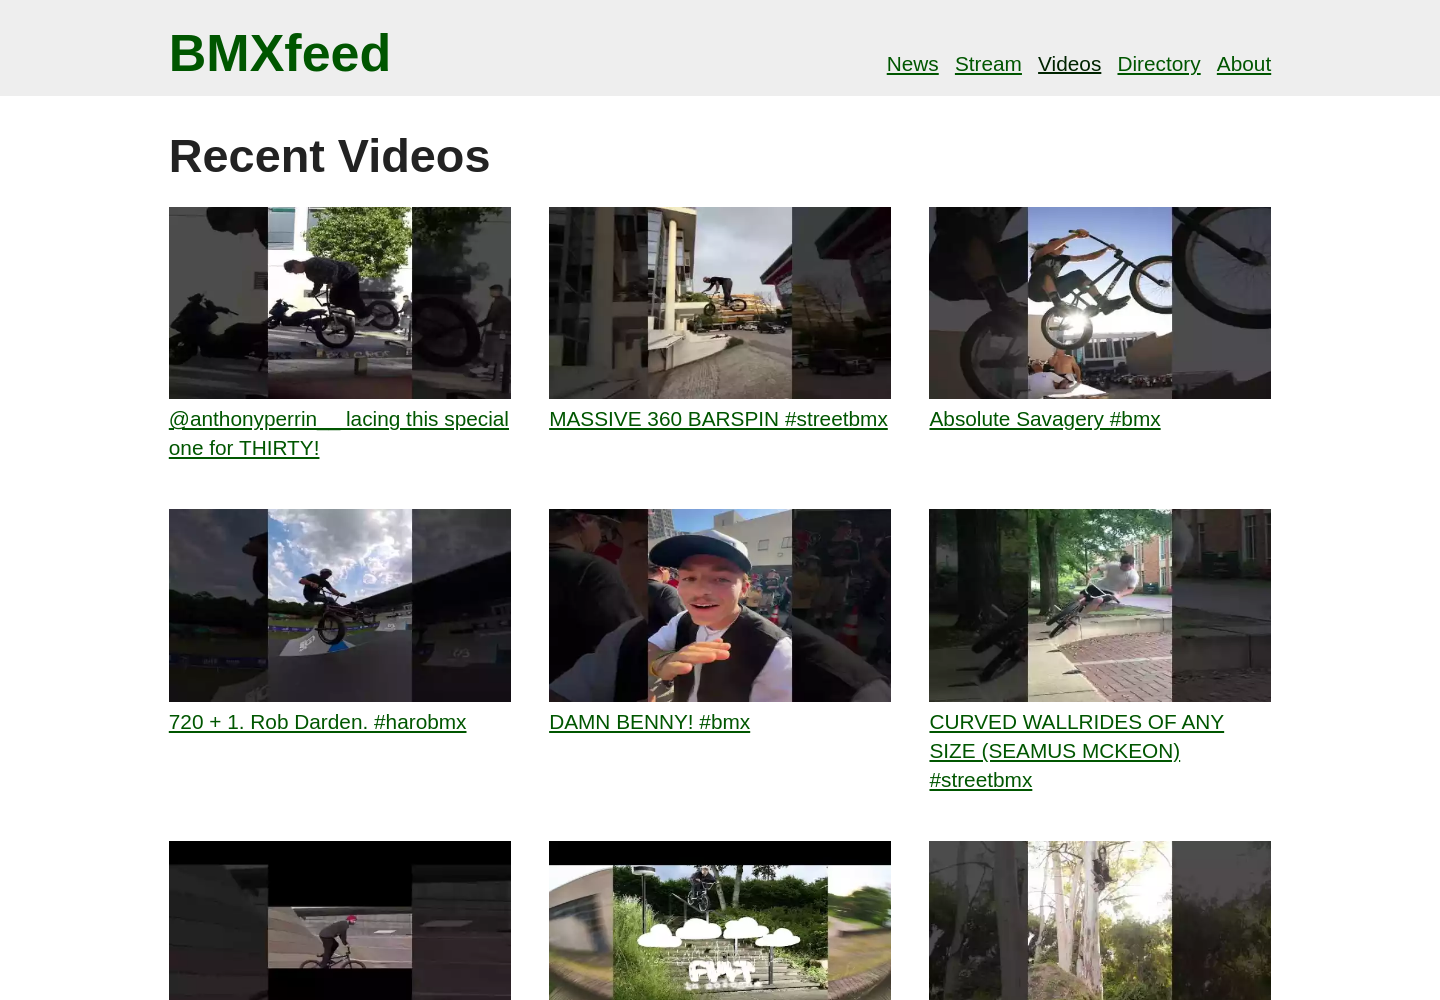 BMXfeed
News Stream Videos Directory About
Recent Videos
@anthonyperrin__ lacing this special
one for THIRTY!
MASSIVE 360 BARSPIN #streetbmx
Absolute Savagery #bmx
720 + 1. Rob Darden. #harobmx
DAMN BENNY! #bmx
CURVED WALLRIDES OF ANY
SIZE (SEAMUS MCKEON)
#streetbmx